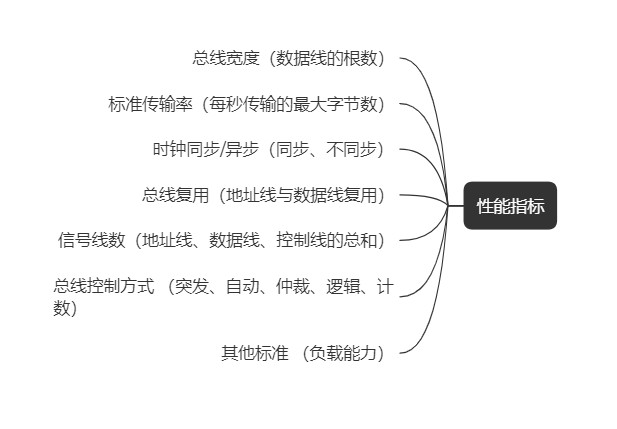 总线宽度（数据线的根数）
标准传输率（每秒传输的最大字节数）
时钟同步/异步（同步、不同步）
总线复用（地址线与数据线复用）
信号线数（地址线、数据线、控制线的总和）
总线控制方式 （突发、自动、仲裁、逻辑、计
数）
其他标准 （负载能力）
性能指标